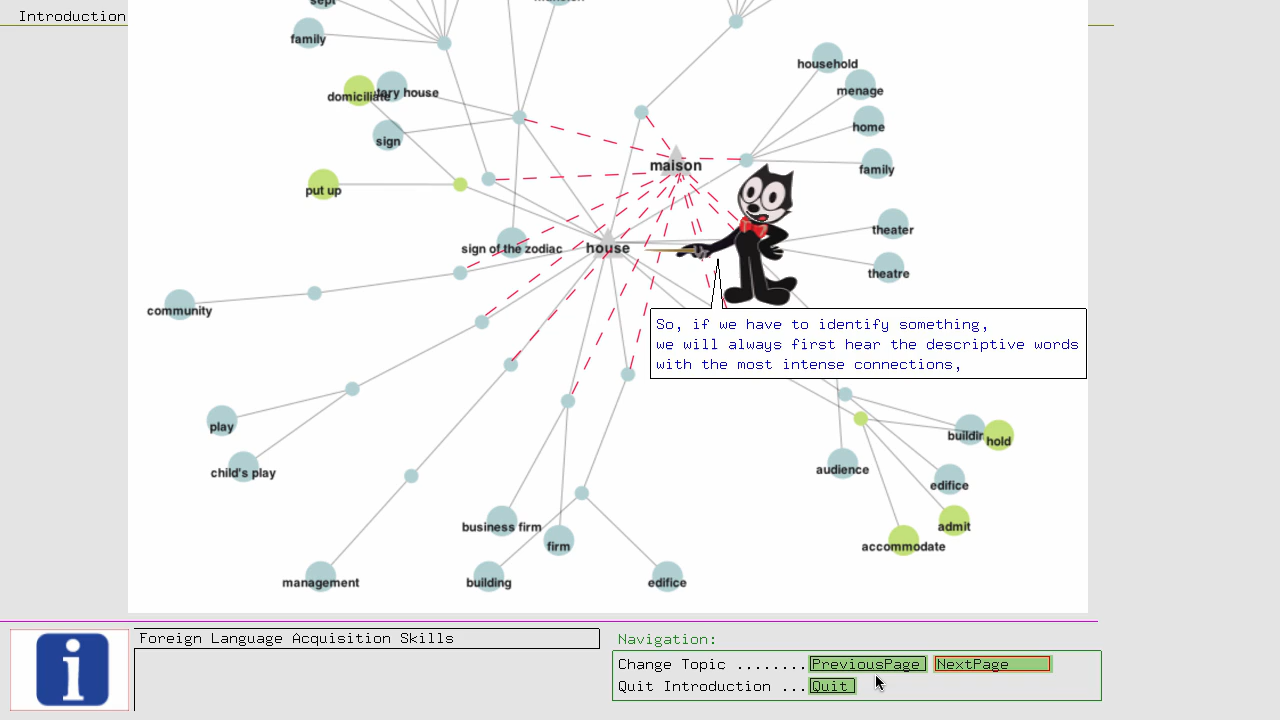 Introduction
sept
family
household
menage
home
family
domiciliate
tory house
sign
maison
put up
theater
sign of the zodiac
house
theatre
community
So, if we have to identify something,
we will always first hear the descriptive words
with the most intense connections,
play
child's play
buildin
hold
audience
edifice
business firm
firm
admit
accommodate
management
building
edifice
Foreign Language Acquisition Skills
Navigation:
Change Topic ........PreviousPage NextPage
Quit Introduction ...Quit